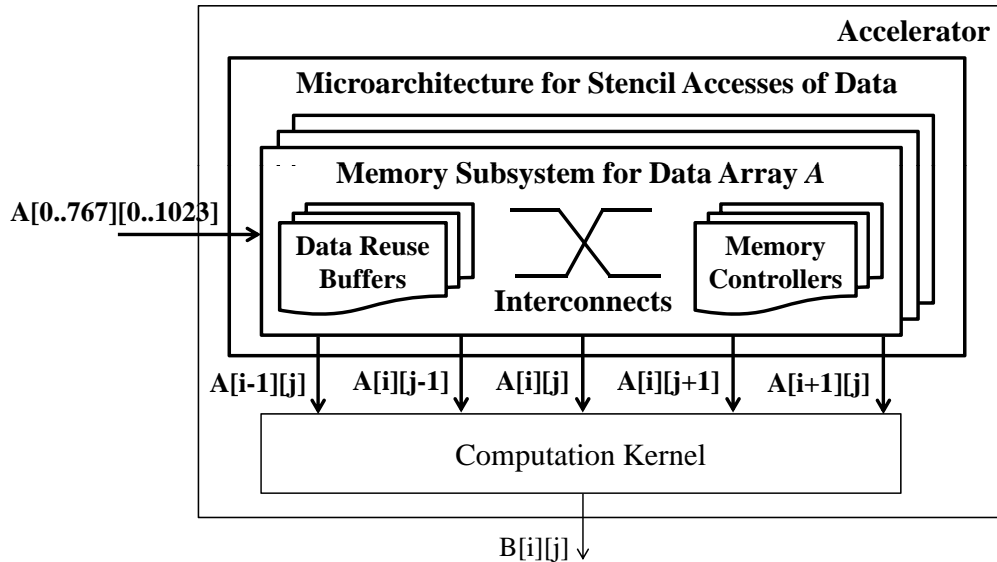 Accelerator
Microarchitecture for Stencil Accesses of Data
Memory Subsystem for Data Array A
A[0..767][0..1023]
Data Reuse
Buffers
Interconnects
Memory
Controllers
A[i-1][j]
A[i][j-1]
A[i][j]
A[i][j+1]
A[i+1][j]
Computation Kernel
B[i][j]